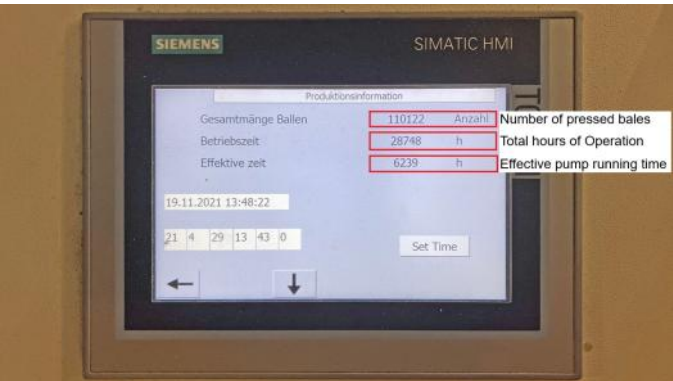 SIEMENS SIMATIC HMI
Produktionsinformation
Gesamtmänge Ballen 110122 Anzahl Number of pressed bales
Betriebszeit 28748 h Total hours of Operation
Effektive zeit 6239 h Effective pump running time
19.11.2021 13:48:22
21 4 29 13 43 0
Set Time